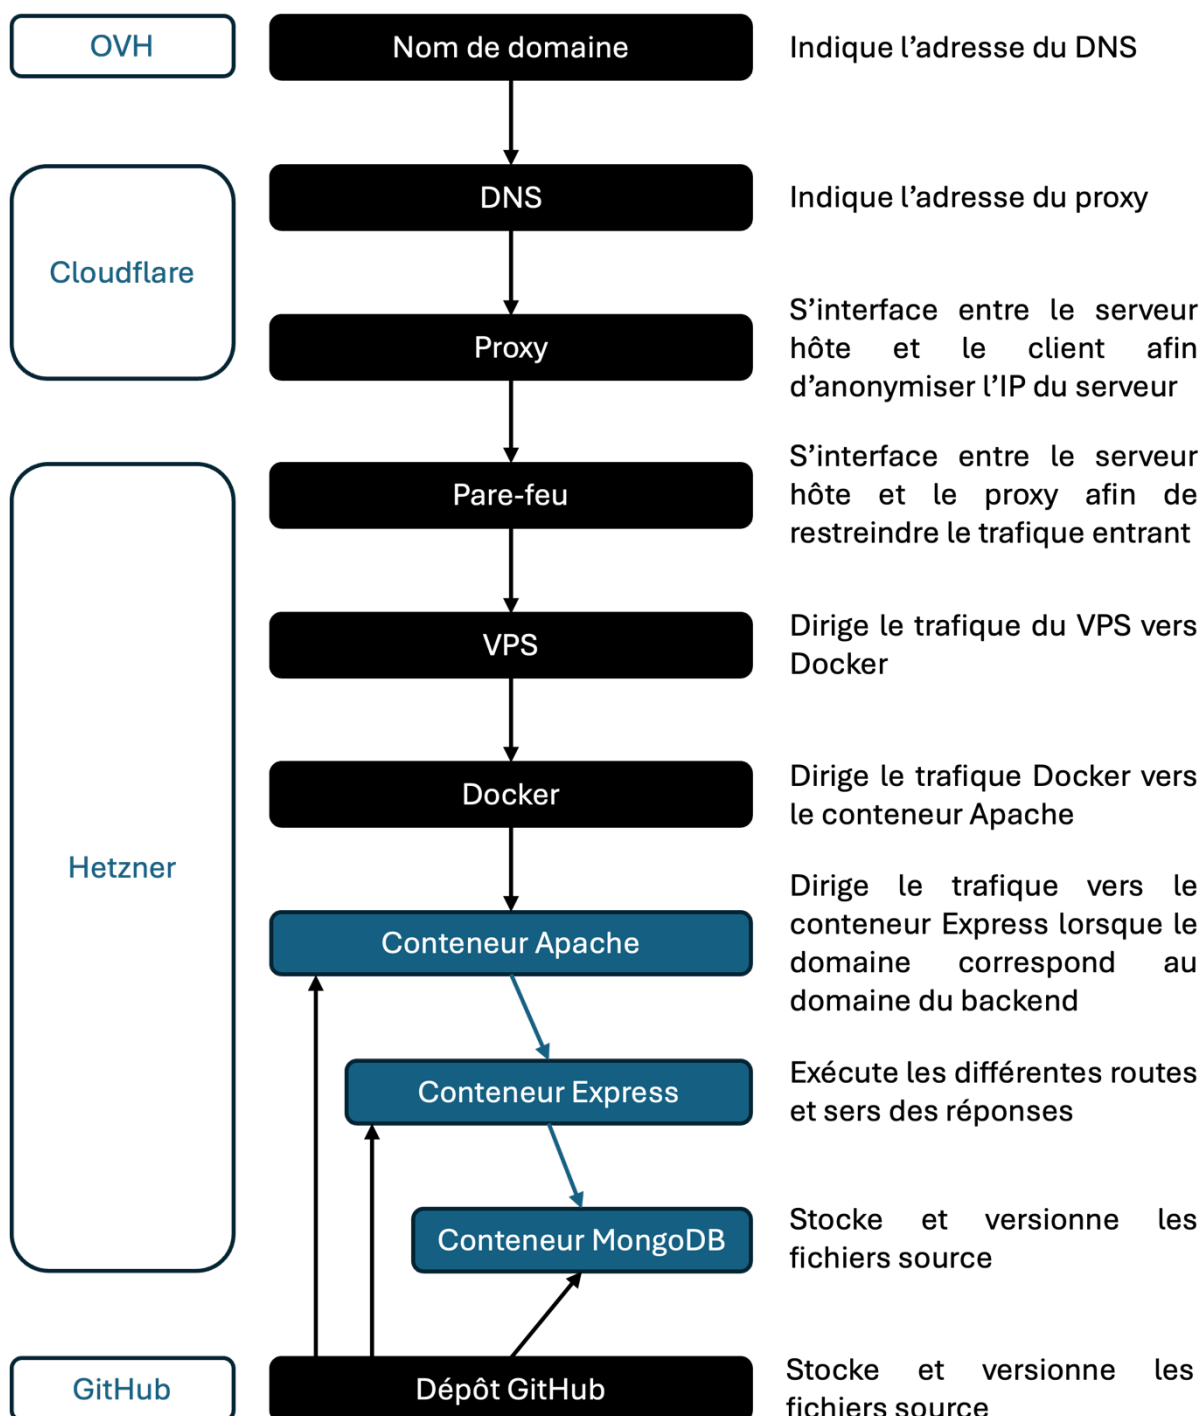 OVH
Nom de domaine
Indique l’adresse du DNS
Cloudflare
DNS
Indique l’adresse du proxy
Proxy
S’interface entre le serveur
hôte et le client afin
d’anonymiser l’IP du serveur
Hetzner
Pare-feu
S’interface entre le serveur
hôte et le proxy afin de
restreindre le trafique entrant
VPS
Dirige le trafique du VPS vers
Docker
Docker
Dirige le trafique Docker vers
le conteneur Apache
Conteneur Apache
Dirige le trafique vers le
conteneur Express lorsque le
domaine correspond au
domaine du backend
Conteneur Express
Exécute les différentes routes
et sers des réponses
Conteneur MongoDB
Stocke et versionne les
fichiers source
GitHub
Dépôt GitHub
Stocke et versionne les
fichiers source